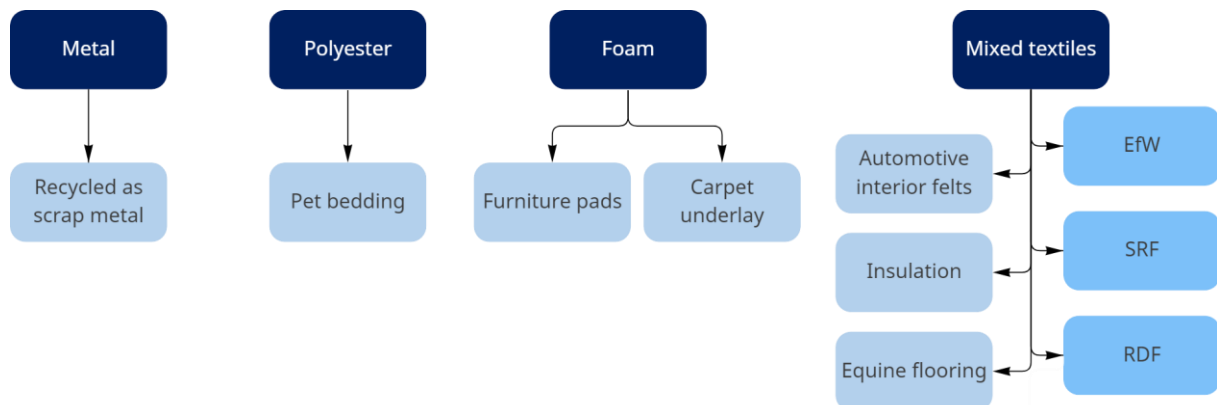 Metal
Polyester
Foam
Mixed textiles
Recycled as
scrap metal
Pet bedding
Furniture pads
Carpet
underlay
Automotive
interior felts
EfW
Insulation
SRF
Equine flooring
RDF